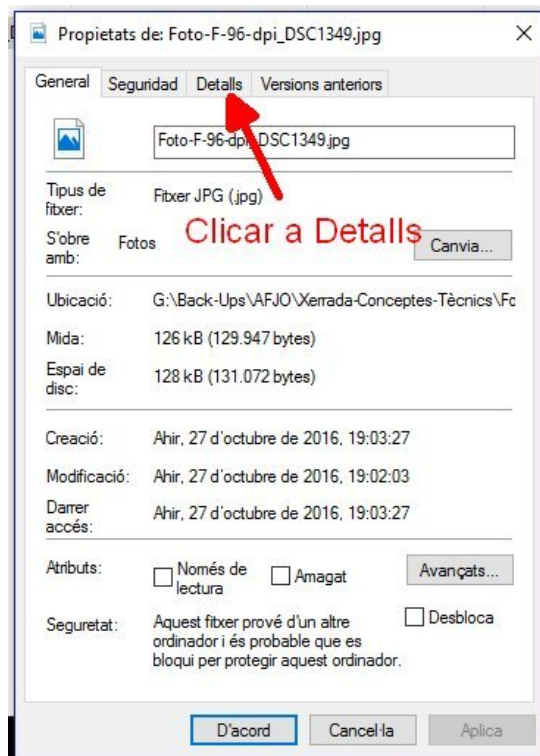 Propietats de: Foto-F-96-dpi_DSC1349.jpg
General Seguridad Detalls Versions anteriors
Foto-F-96-dpi_DSC1349.jpg
Tipus de fitxer: Fitxer JPG (.jpg)
Clicar a Detalls
S'obre amb: Fotos Canvia...
Ubicació: G:\Back-Ups\AFJO\Xerrada-Conceptes-Tècnics\Fo
Mida: 126 kB (129.947 bytes)
Espai de disc: 128 kB (131.072 bytes)
Creació: Ahir, 27 d'octubre de 2016, 19:03:27
Modificació: Ahir, 27 d'octubre de 2016, 19:02:03
Darrer accés: Ahir, 27 d'octubre de 2016, 19:03:27
Atributs: Només de lectura Amagat Avançats...
Seguretat: Aquest fitxer prové d'un altre Desbloca
ordinador i és probable que es
bloqui per protegir aquest ordinador.
D'acord Cancel·la Aplica